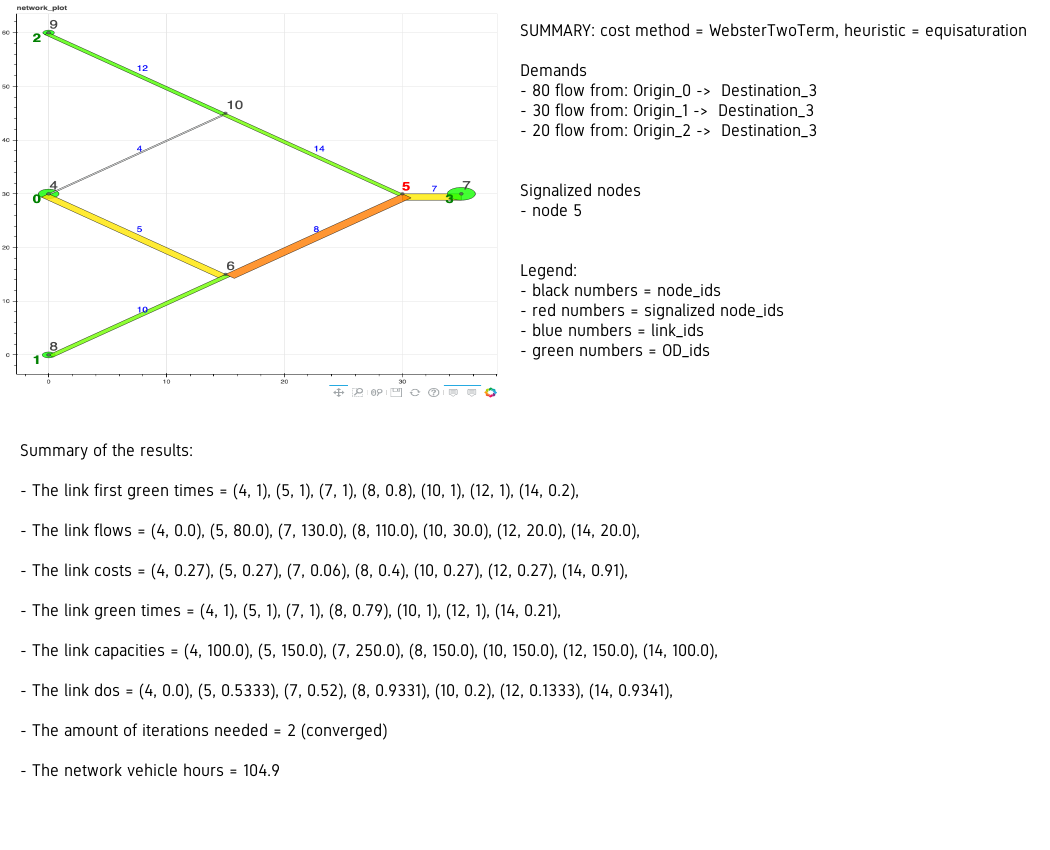 network_plot
SUMMARY: cost method = WebsterTwoTerm, heuristic = equisaturation
Demands
- 80 flow from: Origin_0 -> Destination_3
- 30 flow from: Origin_1 -> Destination_3
- 20 flow from: Origin_2 -> Destination_3
Signalized nodes
- node 5
Legend:
- black numbers = node_ids
- red numbers = signalized node_ids
- blue numbers = link_ids
- green numbers = OD_ids
60
50
40
30
20
10
0
0
10
20
30
9
2
12
10
4
14
4
0
5
7
7
3
5
8
6
10
8
1
Summary of the results:
- The link first green times = (4, 1), (5, 1), (7, 1), (8, 0.8), (10, 1), (12, 1), (14, 0.2),
- The link flows = (4, 0.0), (5, 80.0), (7, 130.0), (8, 110.0), (10, 30.0), (12, 20.0), (14, 20.0),
- The link costs = (4, 0.27), (5, 0.27), (7, 0.06), (8, 0.4), (10, 0.27), (12, 0.27), (14, 0.91),
- The link green times = (4, 1), (5, 1), (7, 1), (8, 0.79), (10, 1), (12, 1), (14, 0.21),
- The link capacities = (4, 100.0), (5, 150.0), (7, 250.0), (8, 150.0), (10, 150.0), (12, 150.0), (14, 100.0),
- The link dos = (4, 0.0), (5, 0.5333), (7, 0.52), (8, 0.9331), (10, 0.2), (12, 0.1333), (14, 0.9341),
- The amount of iterations needed = 2 (converged)
- The network vehicle hours = 104.9